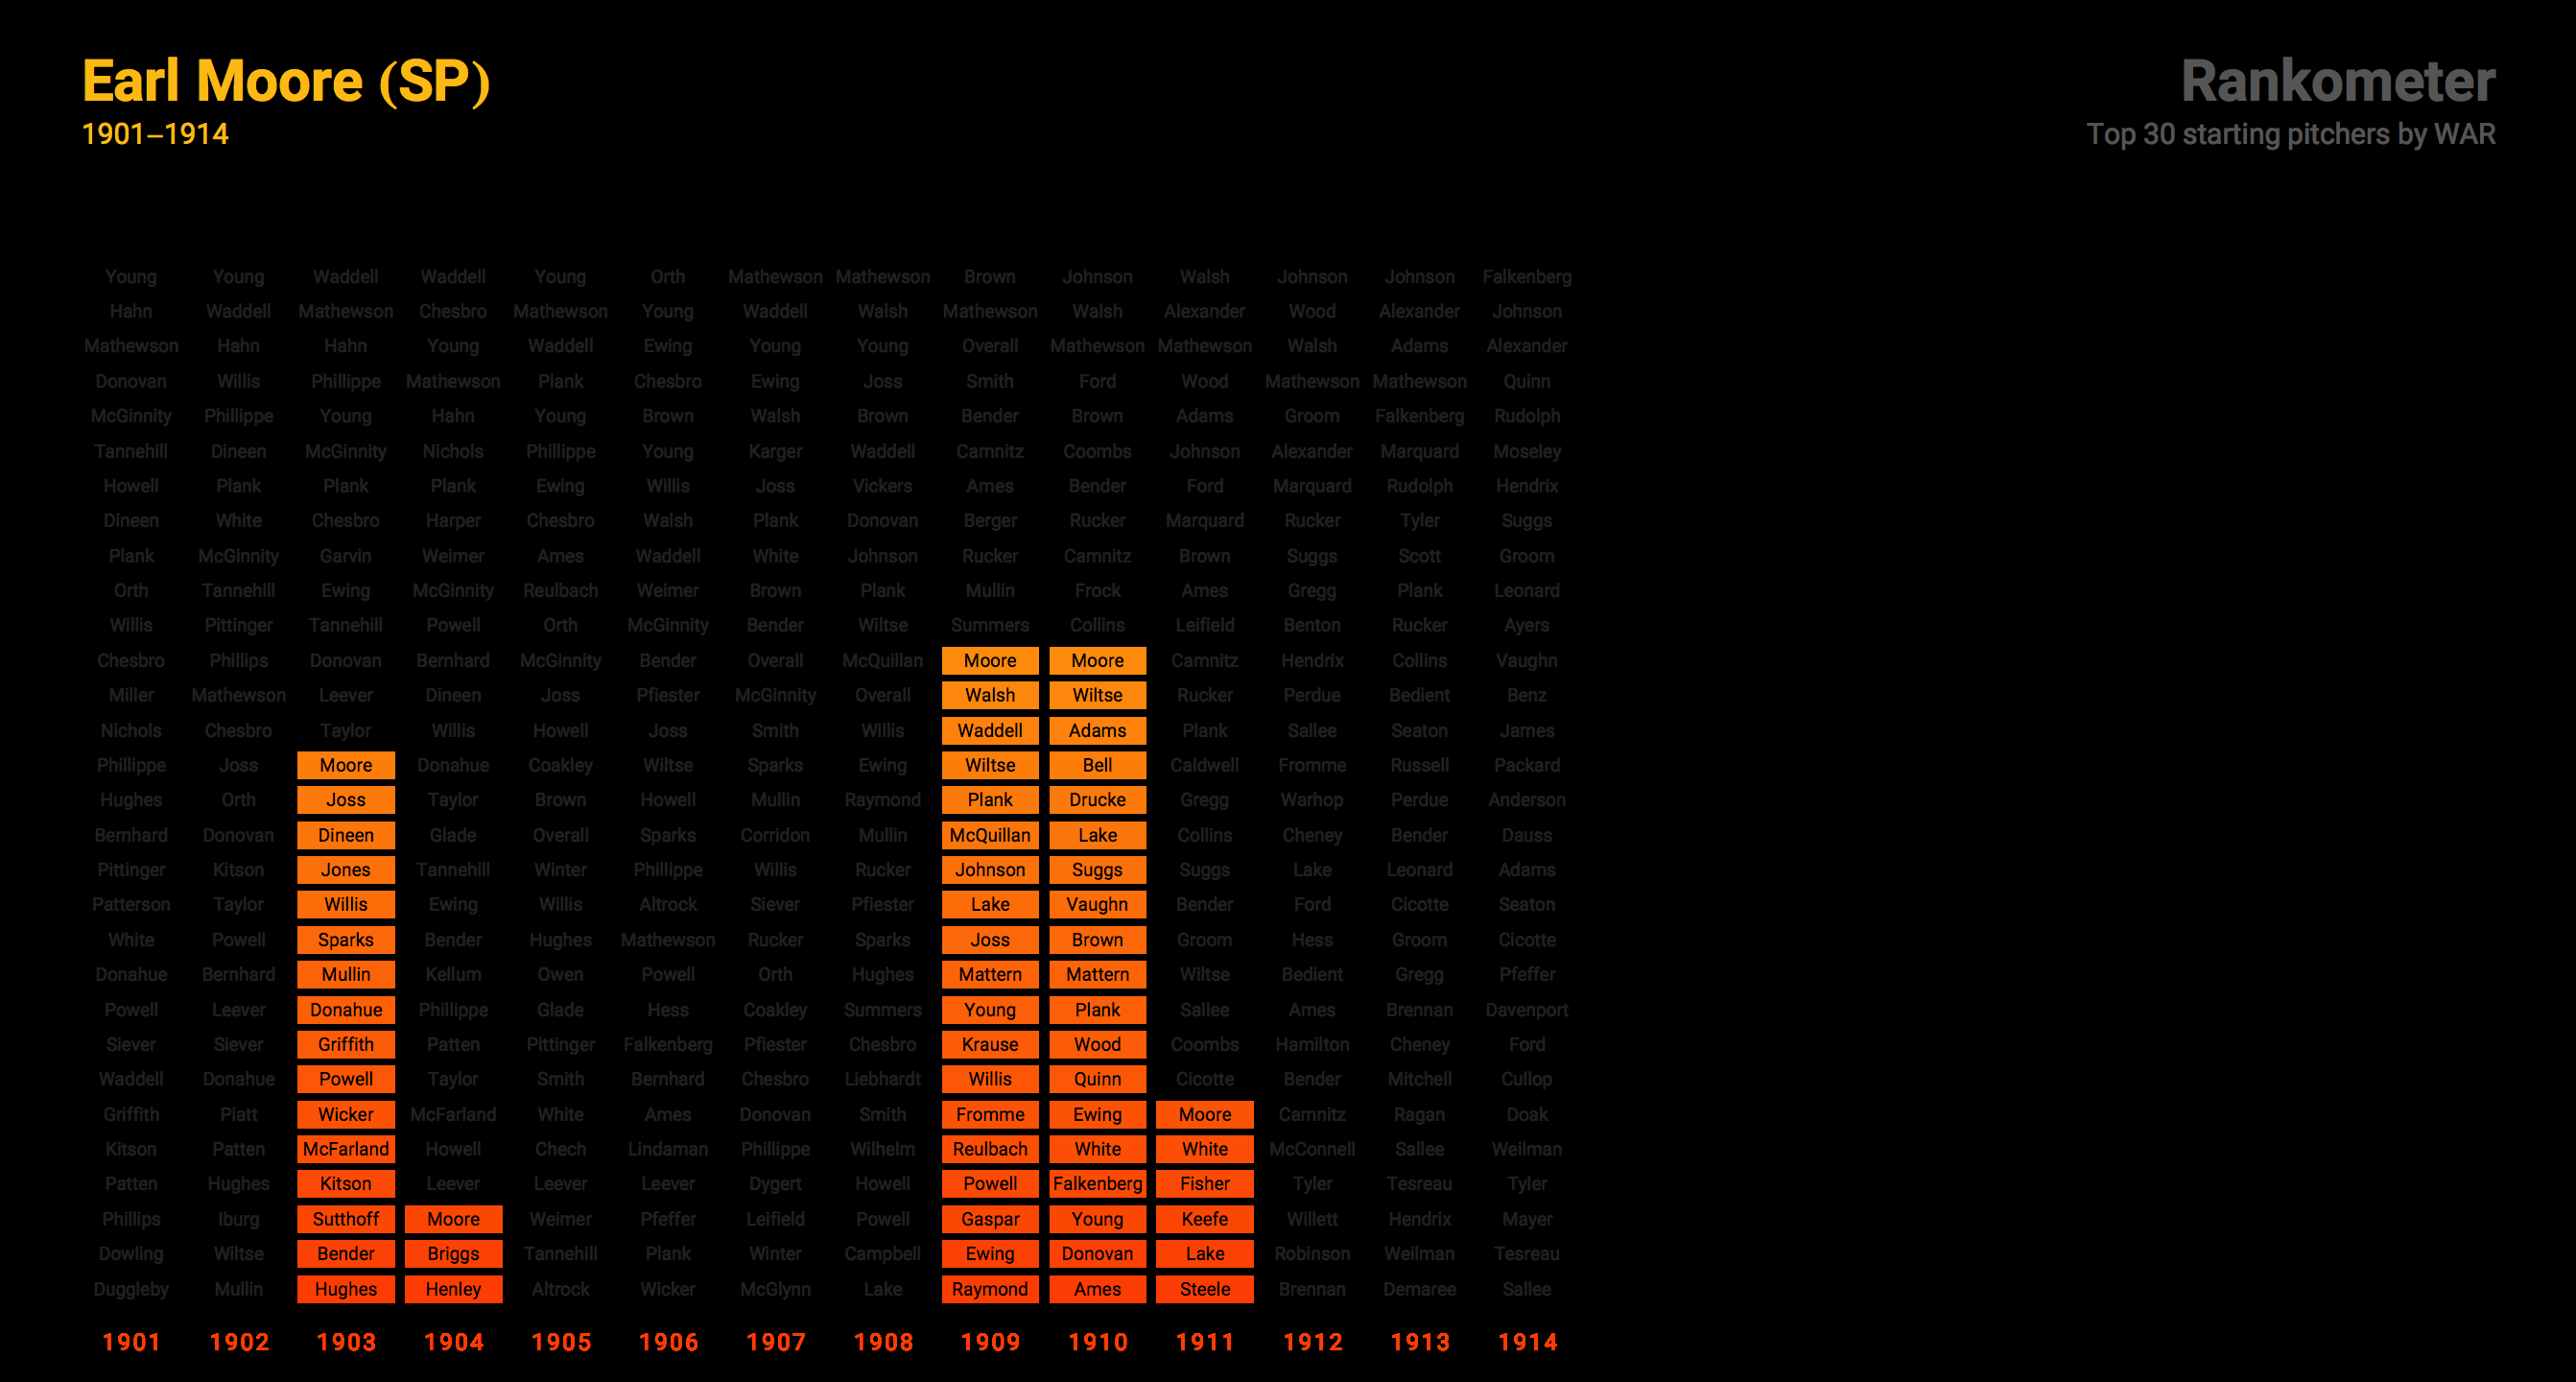 Earl Moore (SP)
1901–1914
Rankometer
Top 30 starting pitchers by WAR
Young Young Waddell Waddell Young Orth Mathewson Mathewson Brown Johnson Walsh Johnson Johnson Falkenberg
Hahn Waddell Mathewson Chesbro Mathewson Young Waddell Walsh Mathewson Walsh Alexander Wood Alexander Johnson
Mathewson Hahn Hahn Young Waddell Ewing Young Young Overall Mathewson Mathewson Walsh Adams Alexander
Donovan Willis Phillippe Mathewson Plank Chesbro Ewing Joss Smith Ford Wood Mathewson Mathewson Quinn
McGinnity Phillippe Young Hahn Young Brown Walsh Brown Bender Brown Adams Groom Falkenberg Rudolph
Tannehill Dineen McGinnity Nichols Phillippe Young Karger Waddell Camnitz Coombs Johnson Alexander Marquard Moseley
Howell Plank Plank Plank Ewing Willis Joss Vickers Ames Bender Ford Marquard Rudolph Hendrix
Dineen White Chesbro Harper Chesbro Walsh Plank Donovan Berger Rucker Marquard Rucker Tyler Suggs
Plank McGinnity Garvin Weimer Ames Waddell White Johnson Rucker Camnitz Brown Suggs Scott Groom
Orth Tannehill Ewing McGinnity Reulbach Weimer Brown Plank Mullin Frock Ames Gregg Plank Leonard
Willis Pittinger Tannehill Powell Orth McGinnity Bender Wiltse Summers Collins Leifield Benton Rucker Ayers
Chesbro Phillips Donovan Bernhard McGinnity Bender Overall McQuillan Moore Moore Camnitz Hendrix Collins Vaughn
Miller Mathewson Leever Dineen Joss Pfiester McGinnity Overall Walsh Wiltse Rucker Perdue Bedient Benz
Nichols Chesbro Taylor Willis Howell Joss Smith Willis Waddell Adams Plank Sallee Seaton James
Phillippe Joss Moore Donahue Coakley Wiltse Sparks Ewing Wiltse Bell Caldwell Fromme Russell Packard
Hughes Orth Joss Taylor Brown Howell Mullin Raymond Plank Drucke Gregg Warhop Perdue Anderson
Bernhard Donovan Dineen Glade Overall Sparks Corridon Mullin McQuillan Lake Collins Cheney Bender Dauss
Pittinger Kitson Jones Tannehill Winter Phillippe Willis Rucker Johnson Suggs Suggs Lake Leonard Adams
Patterson Taylor Willis Ewing Willis Altrock Siever Pfiester Lake Vaughn Bender Ford Cicotte Seaton
White Powell Sparks Bender Hughes Mathewson Rucker Sparks Joss Brown Groom Hess Groom Cicotte
Donahue Bernhard Mullin Kellum Owen Powell Orth Hughes Mattern Mattern Wiltse Bedient Gregg Pfeffer
Powell Leever Donahue Phillippe Glade Hess Coakley Summers Young Plank Sallee Ames Brennan Davenport
Siever Siever Griffith Patten Pittinger Falkenberg Pfiester Chesbro Krause Wood Coombs Hamilton Cheney Ford
Waddell Donahue Powell Taylor Smith Bernhard Chesbro Liebhardt Willis Quinn Cicotte Bender Mitchell Cullop
Griffith Piatt Wicker McFarland White Ames Donovan Smith Fromme Ewing Moore Camnitz Ragan Doak
Kitson Patten McFarland Howell Chech Lindaman Phillippe Wilhelm Reulbach White White McConnell Sallee Weilman
Patten Hughes Kitson Leever Leever Leever Dygert Howell Powell Falkenberg Fisher Tyler Tesreau Tyler
Phillips Iburg Sutthoff Moore Weimer Pfeffer Leifield Powell Gaspar Young Keefe Willett Hendrix Mayer
Dowling Wiltse Bender Briggs Tannehill Plank Winter Campbell Ewing Donovan Lake Robinson Weilman Tesreau
Duggleby Mullin Hughes Henley Altrock Wicker McGlynn Lake Raymond Ames Steele Brennan Demaree Sallee
1901 1902 1903 1904 1905 1906 1907 1908 1909 1910 1911 1912 1913 1914